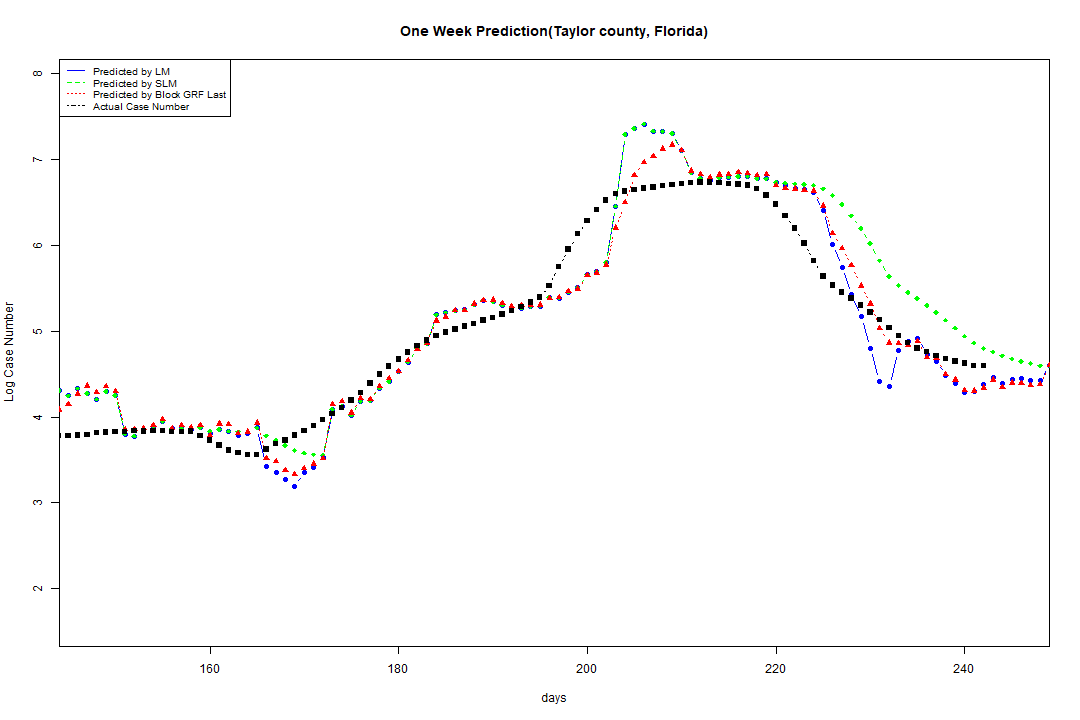 One Week Prediction(Taylor county, Florida)
8
Predicted by LM
Predicted by SLM
Predicted by Block GRF Last
Actual Case Number
7
6
5
4
3
2
Log Case Number
160 180 200 220 240
days